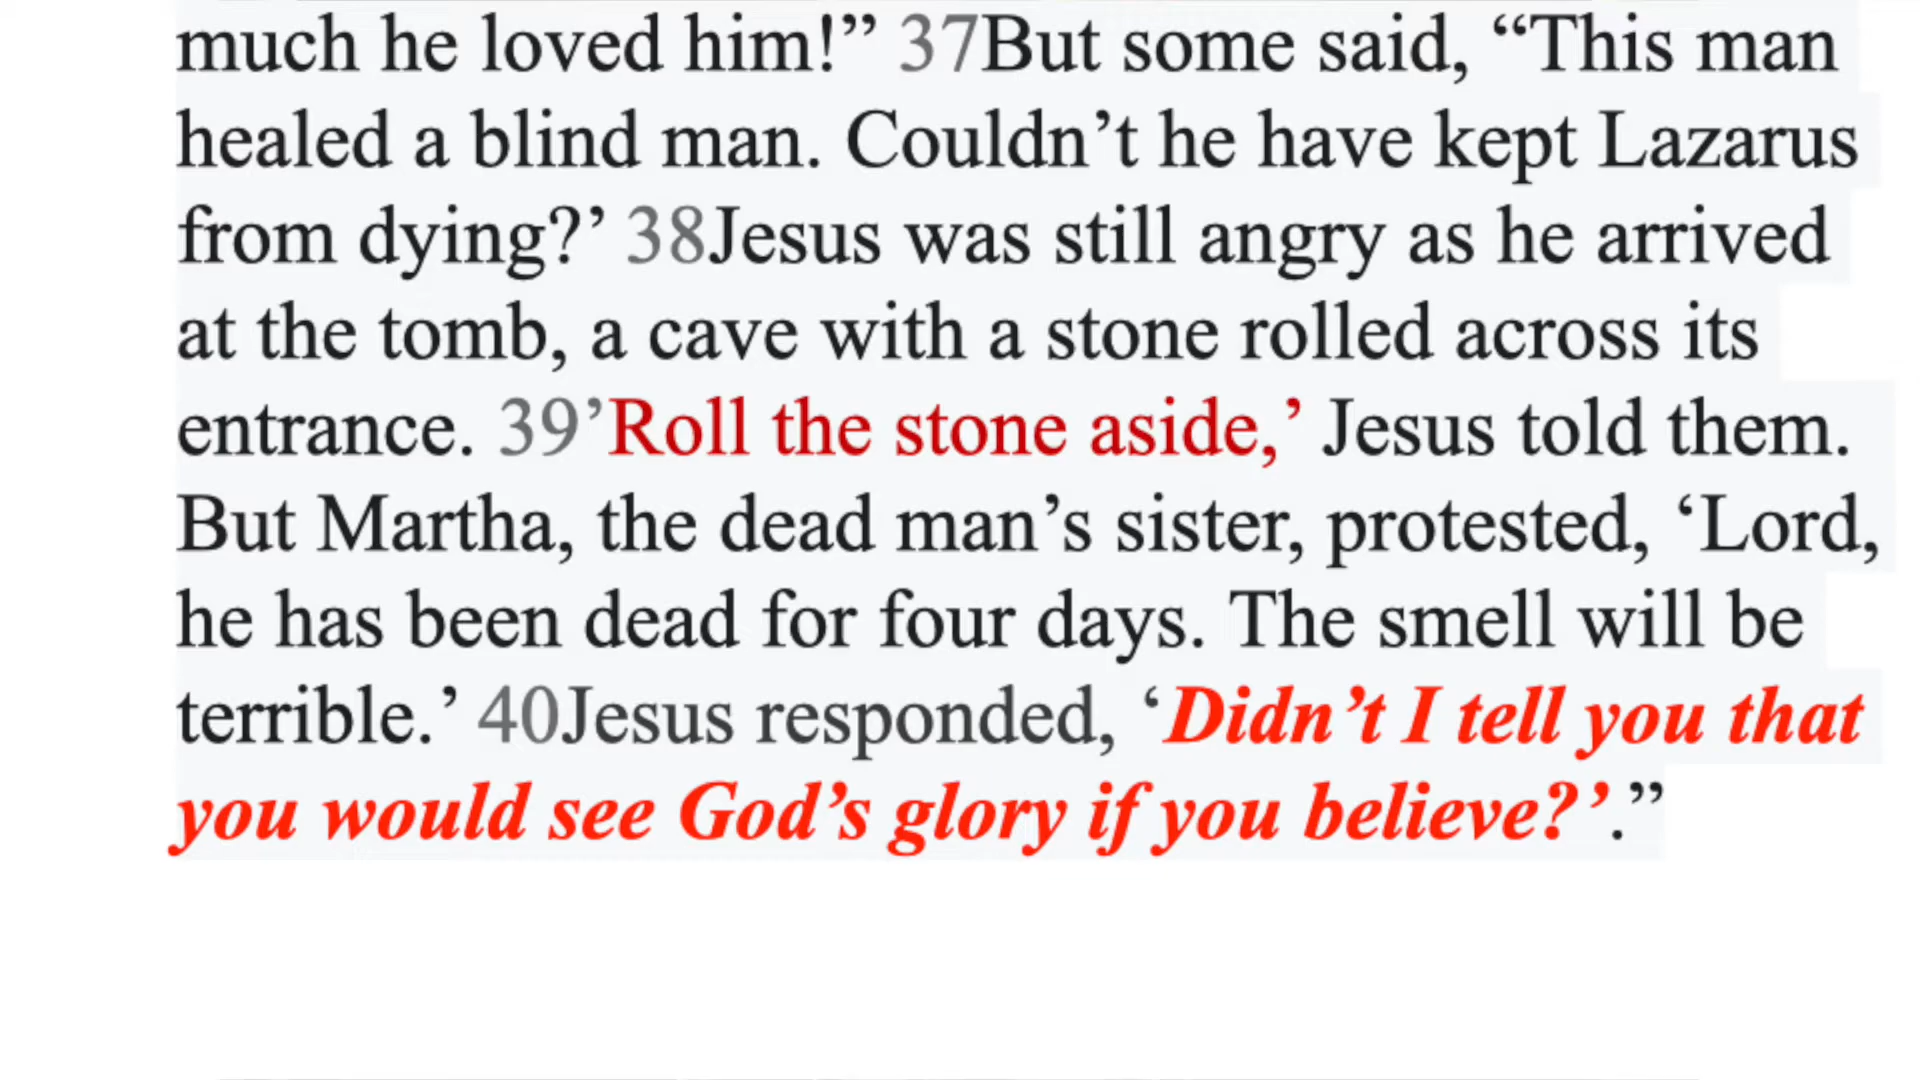 much he loved him!” 37But some said, “This man
healed a blind man. Couldn’t he have kept Lazarus
from dying?’ 38Jesus was still angry as he arrived
at the tomb, a cave with a stone rolled across its
entrance. 39’Roll the stone aside,’ Jesus told them.
But Martha, the dead man’s sister, protested, ‘Lord,
he has been dead for four days. The smell will be
terrible.’ 40Jesus responded, ‘Didn’t I tell you that
you would see God’s glory if you believe?’.”